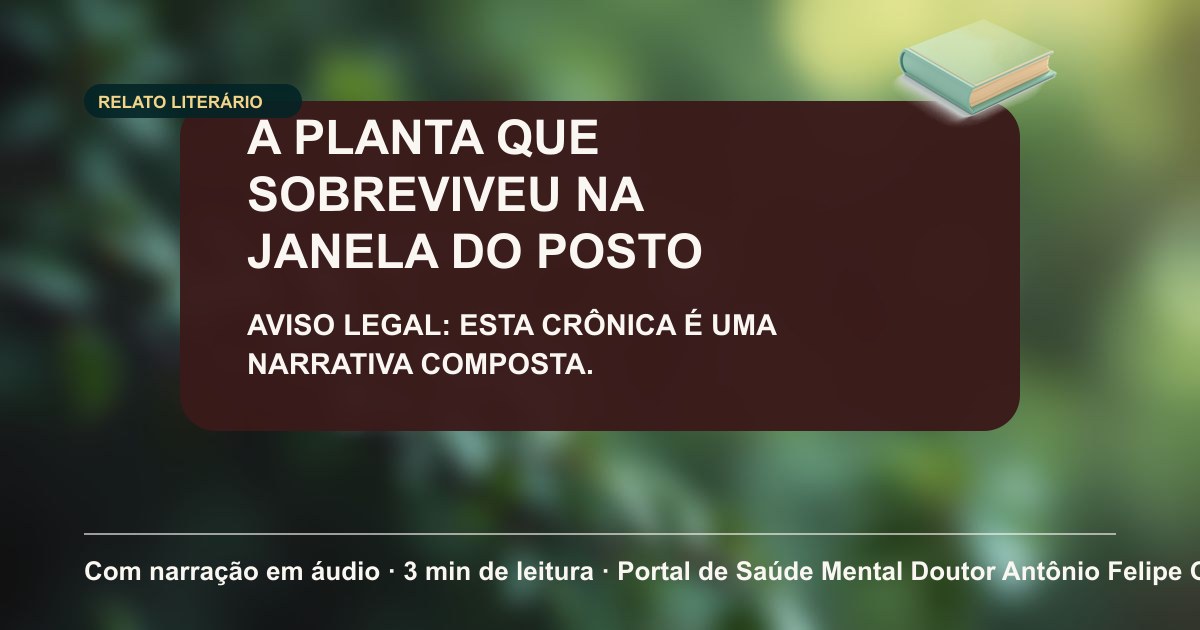 RELATO LITERÁRIO
A PLANTA QUE
SOBREVIVEU NA
JANELA DO POSTO
AVISO LEGAL: ESTA CRÔNICA É UMA
NARRATIVA COMPOSTA.
Com narração em áudio · 3 min de leitura · Portal de Saúde Mental Doutor Antônio Felipe